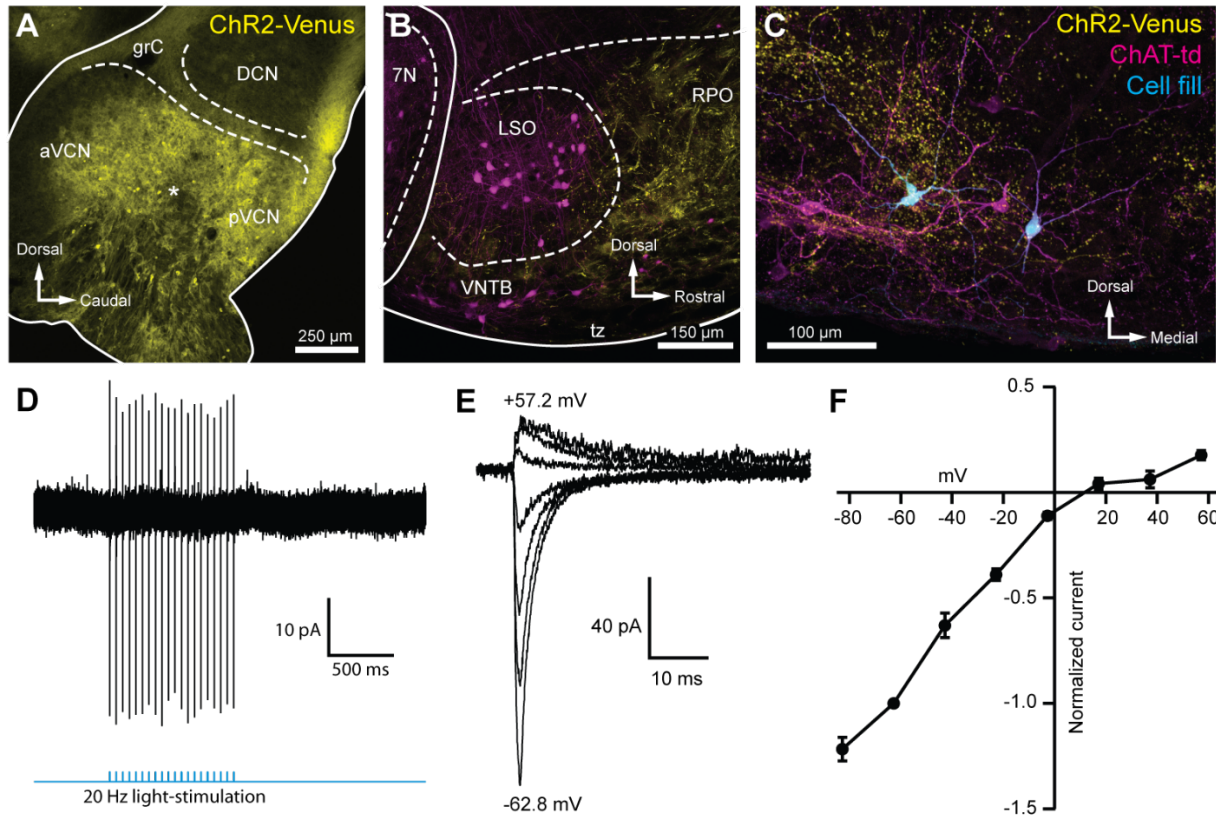 A
ChR2-Venus
grC
DCN
aVCN
*
pVCN
Dorsal
Caudal
250 µm
B
7N
LSO
RPO
VNTB
Dorsal
Rostral
tz
150 µm
C
ChR2-Venus
ChAT-td
Cell fill
Dorsal
Medial
100 µm
D
10 pA
500 ms
20 Hz light-stimulation
E
+57.2 mV
40 pA
10 ms
-62.8 mV
F
0.5
mV
-80 -60 -40 -20 0 20 40 60
-0.5
-1.0
-1.5
Normalized current